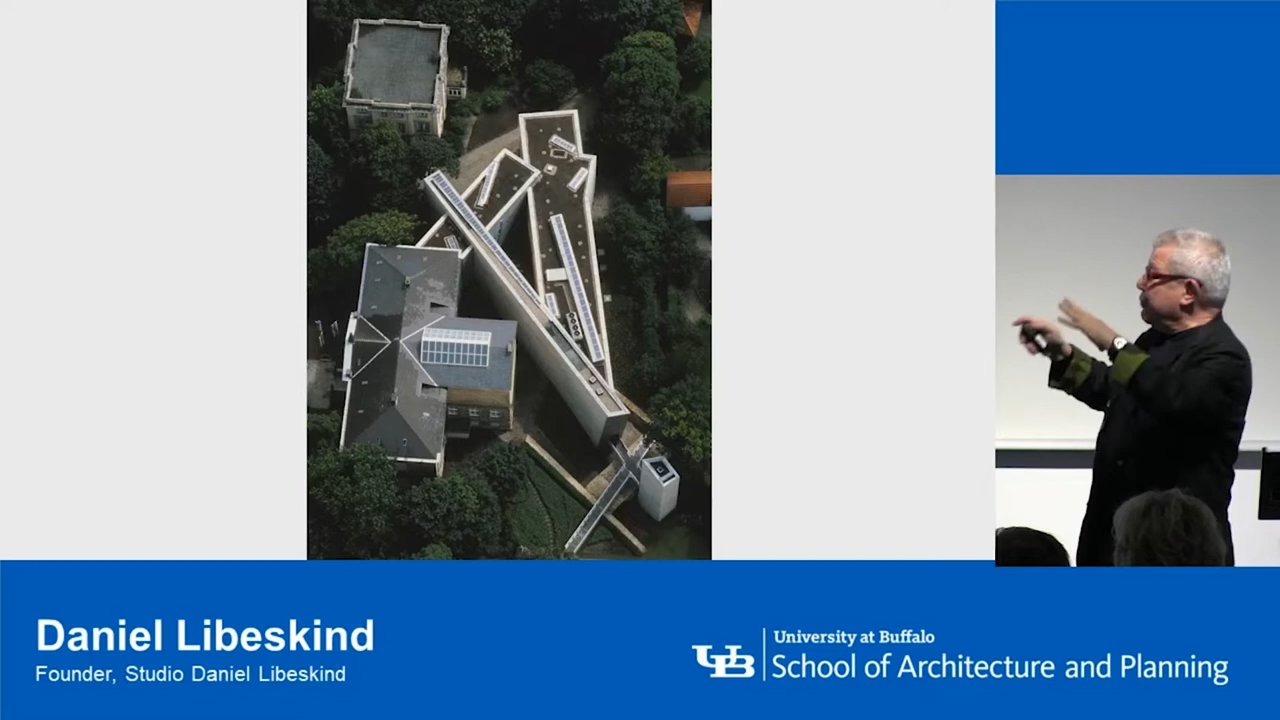 Daniel Libeskind
Founder, Studio Daniel Libeskind
UB
University at Buffalo
School of Architecture and Planning